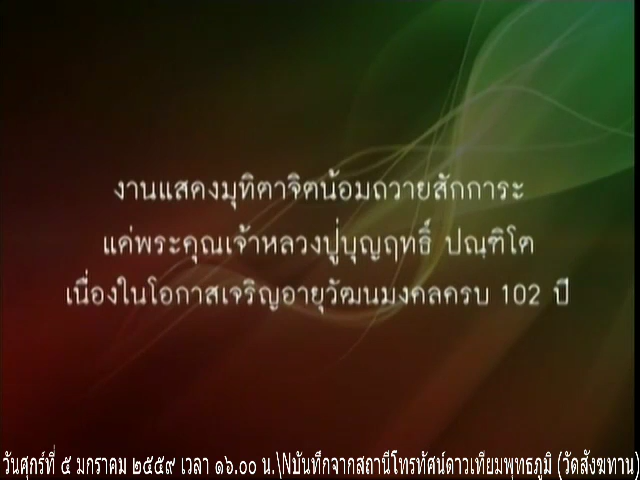 งานแสดงมุทิตาจิตน้อมถวายสักการะ
แด่พระคุณเจ้าหลวงปู่บุญฤทธิ์ ปณฺฑิโต
เนื่องในโอกาสเจริญอายุวัฒนมงคลครบ 102 ปี
วันศุกร์ที่ ๕ มกราคม ๒๕๕๙ เวลา ๑๖.๐๐ น.\Nบันทึกจากสถานีโทรทัศน์ดาวเทียมพุทธภูมิ (วัดสังฆทาน)